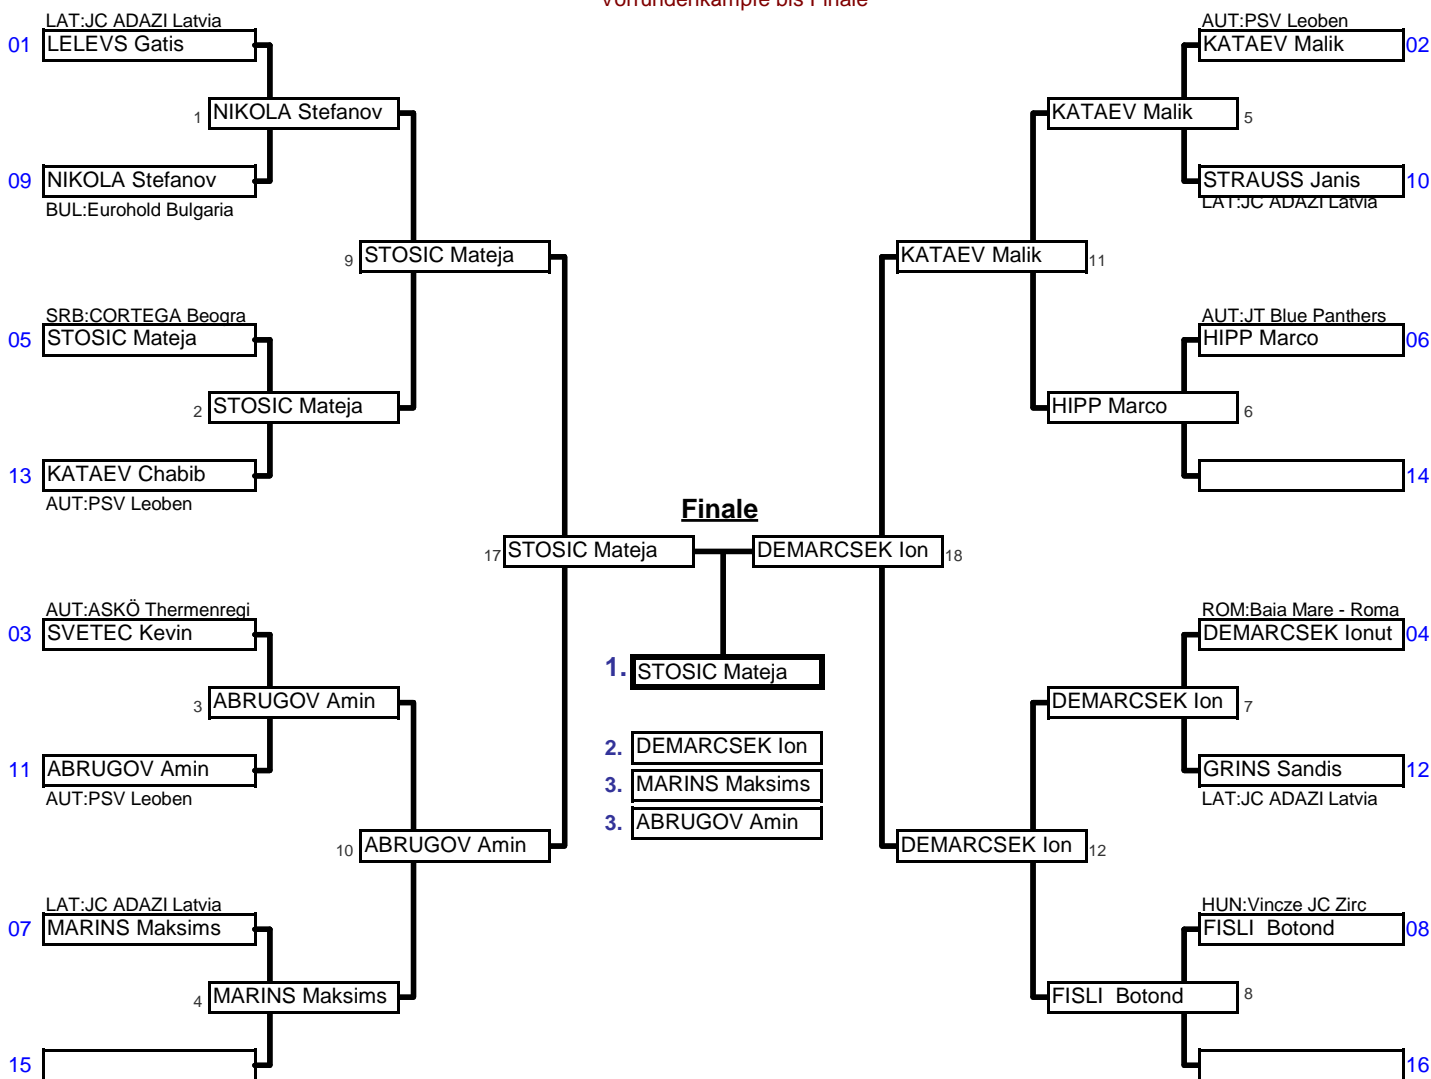 Vorrundenkämpfe bis Finale
LAT:JC ADAZI Latvia
01 LELEVS Gatis
1 NIKOLA Stefanov
09 NIKOLA Stefanov
BUL:Eurohold Bulgaria
9 STOSIC Mateja
SRB:CORTEGA Beogra
05 STOSIC Mateja
2 STOSIC Mateja
13 KATAEV Chabib
AUT:PSV Leoben
17 STOSIC Mateja
AUT:ASKÖ Thermenregi
03 SVETEC Kevin
3 ABRUGOV Amin
11 ABRUGOV Amin
AUT:PSV Leoben
10 ABRUGOV Amin
LAT:JC ADAZI Latvia
07 MARINS Maksims
4 MARINS Maksims
15
Finale
1. STOSIC Mateja
2. DEMARCSEK Ion
3. MARINS Maksims
3. ABRUGOV Amin
AUT:PSV Leoben
KATAEV Malik 02
KATAEV Malik 5
STRAUSS Janis 10
LAT:JC ADAZI Latvia
KATAEV Malik 11
AUT:JT Blue Panthers
HIPP Marco 06
HIPP Marco 6
14
DEMARCSEK Ion 18
ROM:Baia Mare - Roma
DEMARCSEK Ionut 04
DEMARCSEK Ion 7
GRINS Sandis 12
LAT:JC ADAZI Latvia
DEMARCSEK Ion 12
HUN:Vincze JC Zirc
FISLI  Botond 08
FISLI  Botond 8
16